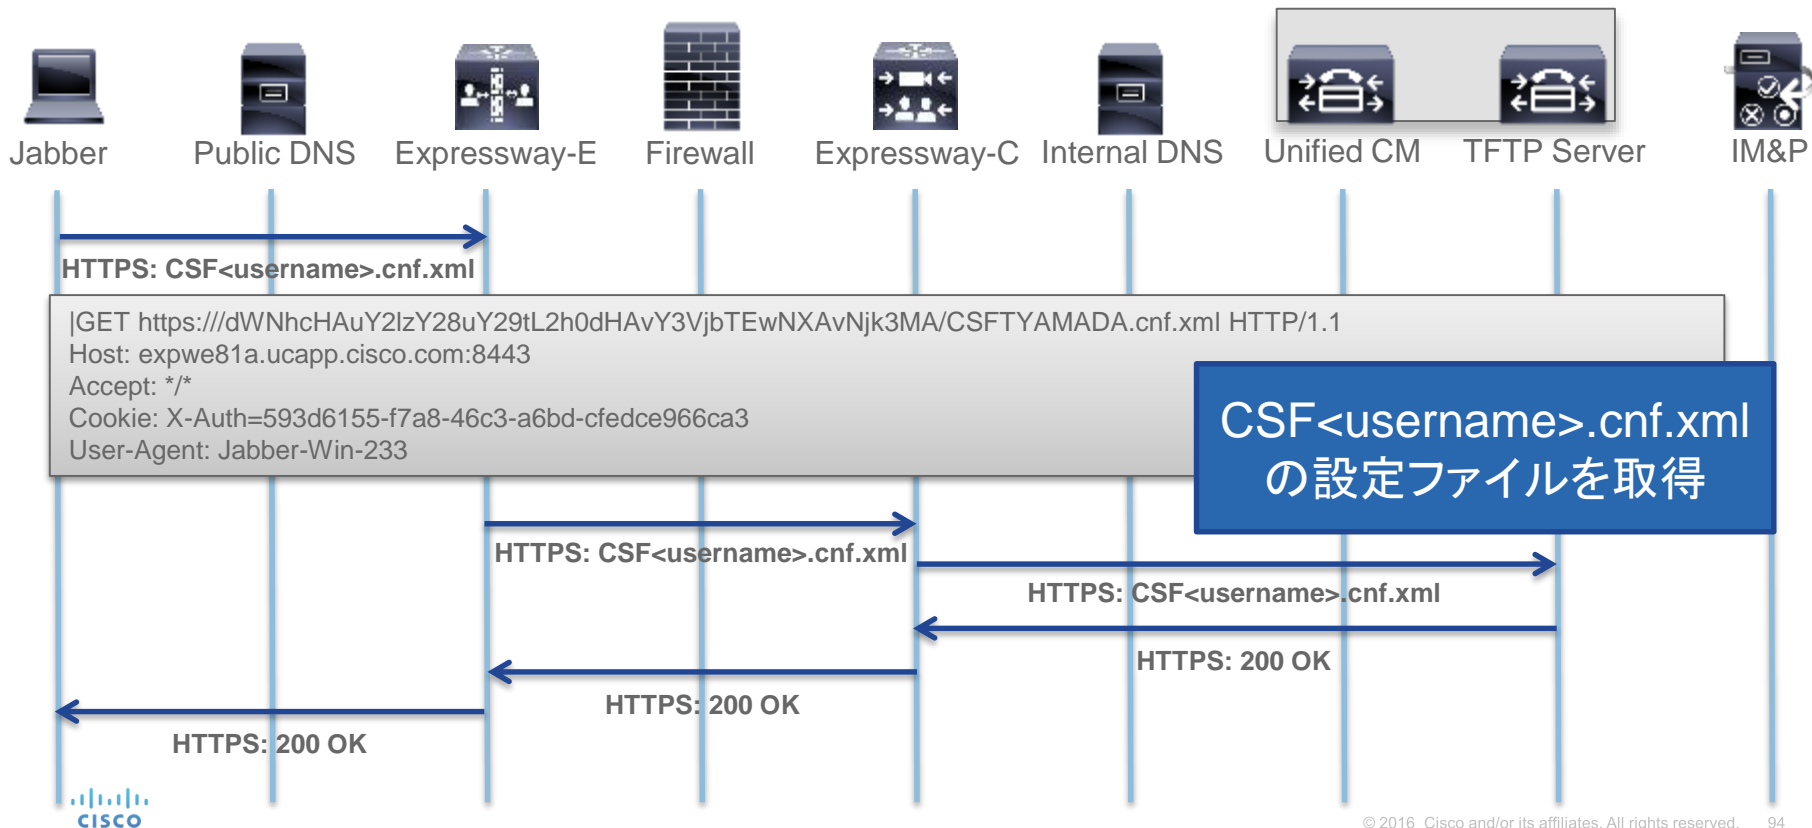 Jabber
Public DNS
Expressway-E
Firewall
Expressway-C
Internal DNS
Unified CM
TFTP Server
IM&P
HTTPS: CSF<username>.cnf.xml
|GET https:///dWNhcHAuY2lzY28uY29tL2h0dHAvY3VjbTEwNXAvNjk3MA/CSFTYAMADA.cnf.xml HTTP/1.1
Host: expwe81a.ucapp.cisco.com:8443
Accept: */*
Cookie: X-Auth=593d6155-f7a8-46c3-a6bd-cfedce966ca3
User-Agent: Jabber-Win-233
CSF<username>.cnf.xml
の設定ファイルを取得
HTTPS: CSF<username>.cnf.xml
HTTPS: CSF<username>.cnf.xml
HTTPS: 200 OK
HTTPS: 200 OK
HTTPS: 200 OK
CISCO
© 2016 Cisco and/or its affiliates. All rights reserved. 94